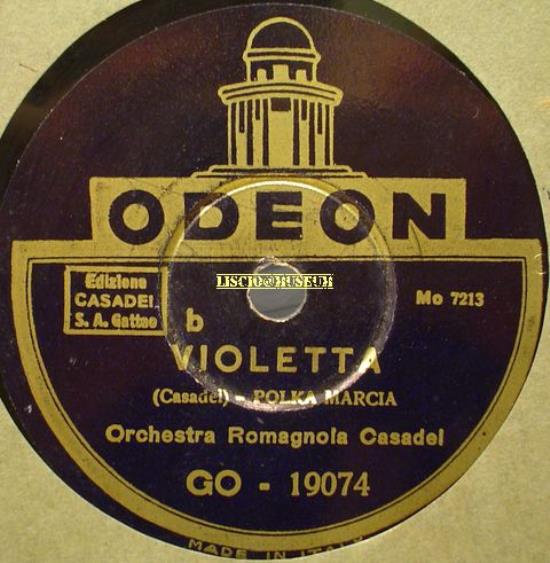 ODEON
LISCIO@MUSEUM
Edizione
CASADEI
S. A. Gatteo
Mo 7213
b
VIOLETTA
(Casadei) - POLKA MARCIA
Orchestra Romagnola Casadei
GO - 19074
MADE IN ITALY